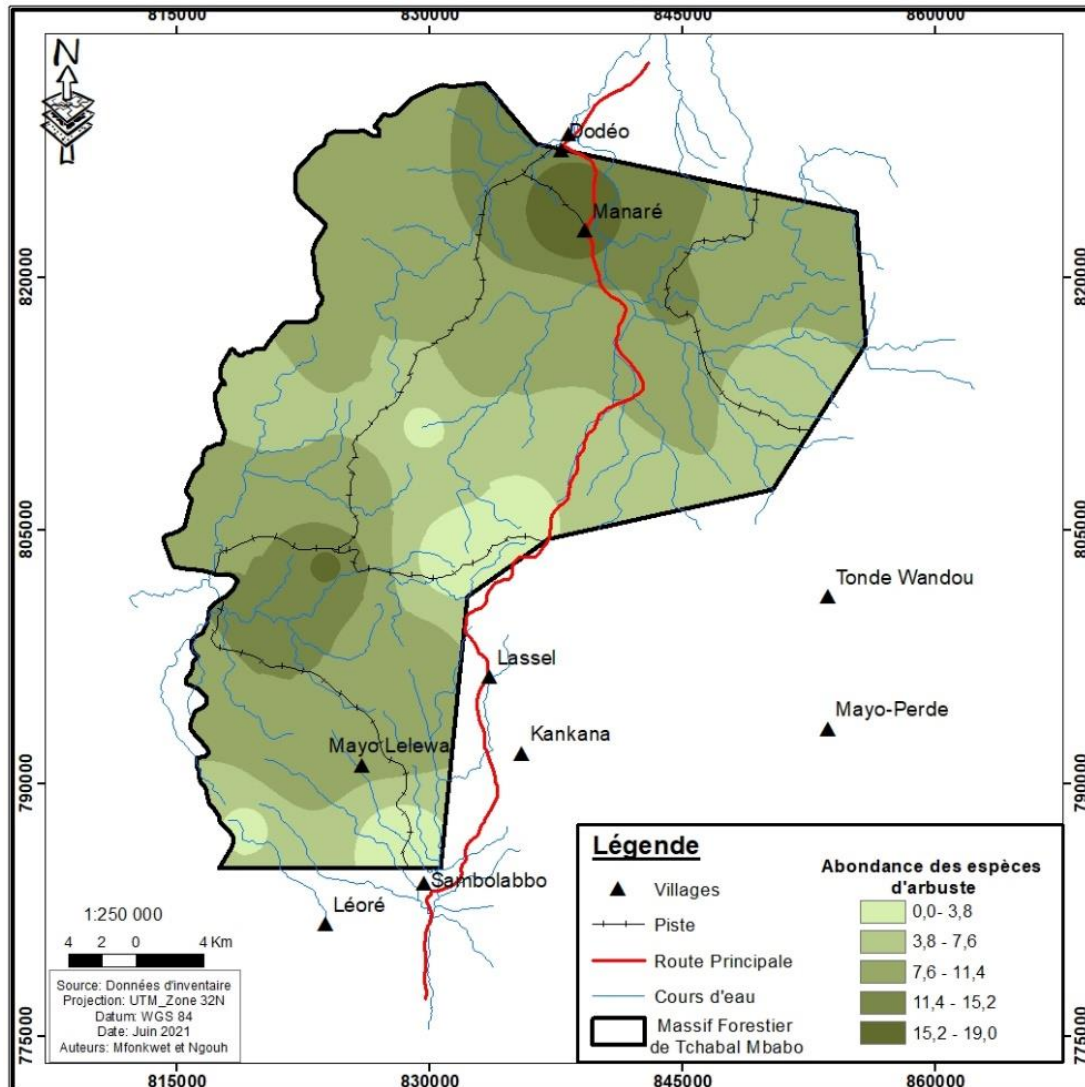 815000 830000 845000 860000
N
Dodéo
Manaré
820000 820000
805000 805000
Tonde Wandou
Lassel
Mayo-Perde
Kankana
Mayo Lelewa
790000 790000
Sambolabbo
Léoré
1:250 000
4 2 0 4 Km
Source: Données d'inventaire
Projection: UTM_Zone 32N
Datum: WGS 84
Date: Juin 2021
Auteurs: Mfonkwet et Ngouh
Légende
Villages
Piste
Route Principale
Cours d'eau
Massif Forestier
de Tchabal Mbabo
Abondance des espèces
d'arbuste
0,0- 3,8
3,8 - 7,6
7,6 - 11,4
11,4 - 15,2
15,2 - 19,0
775000 775000
815000 830000 845000 860000